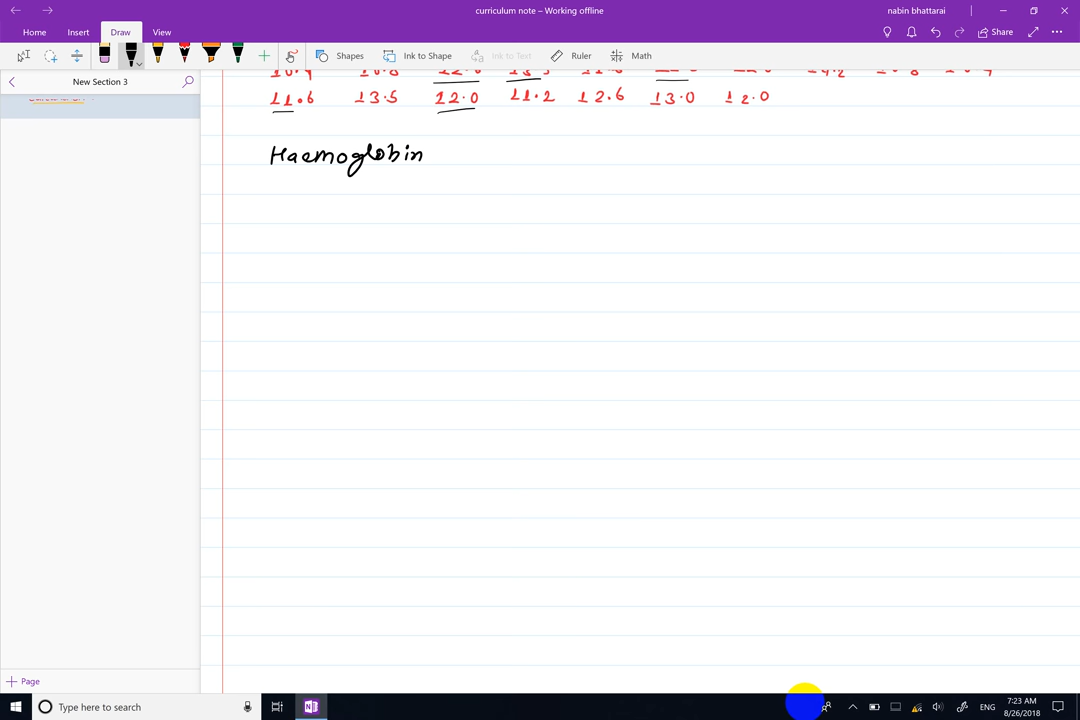 curriculum note – Working offline
nabin bhattarai
Home Insert Draw View
Share
Shapes Ink to Shape Ink to Text Ruler Math
New Section 3
11.6 13.5 12.0 11.2 12.6 13.0 12.0
Haemoglobin
Page
Type here to search
ENG
7:23 AM
8/26/2018